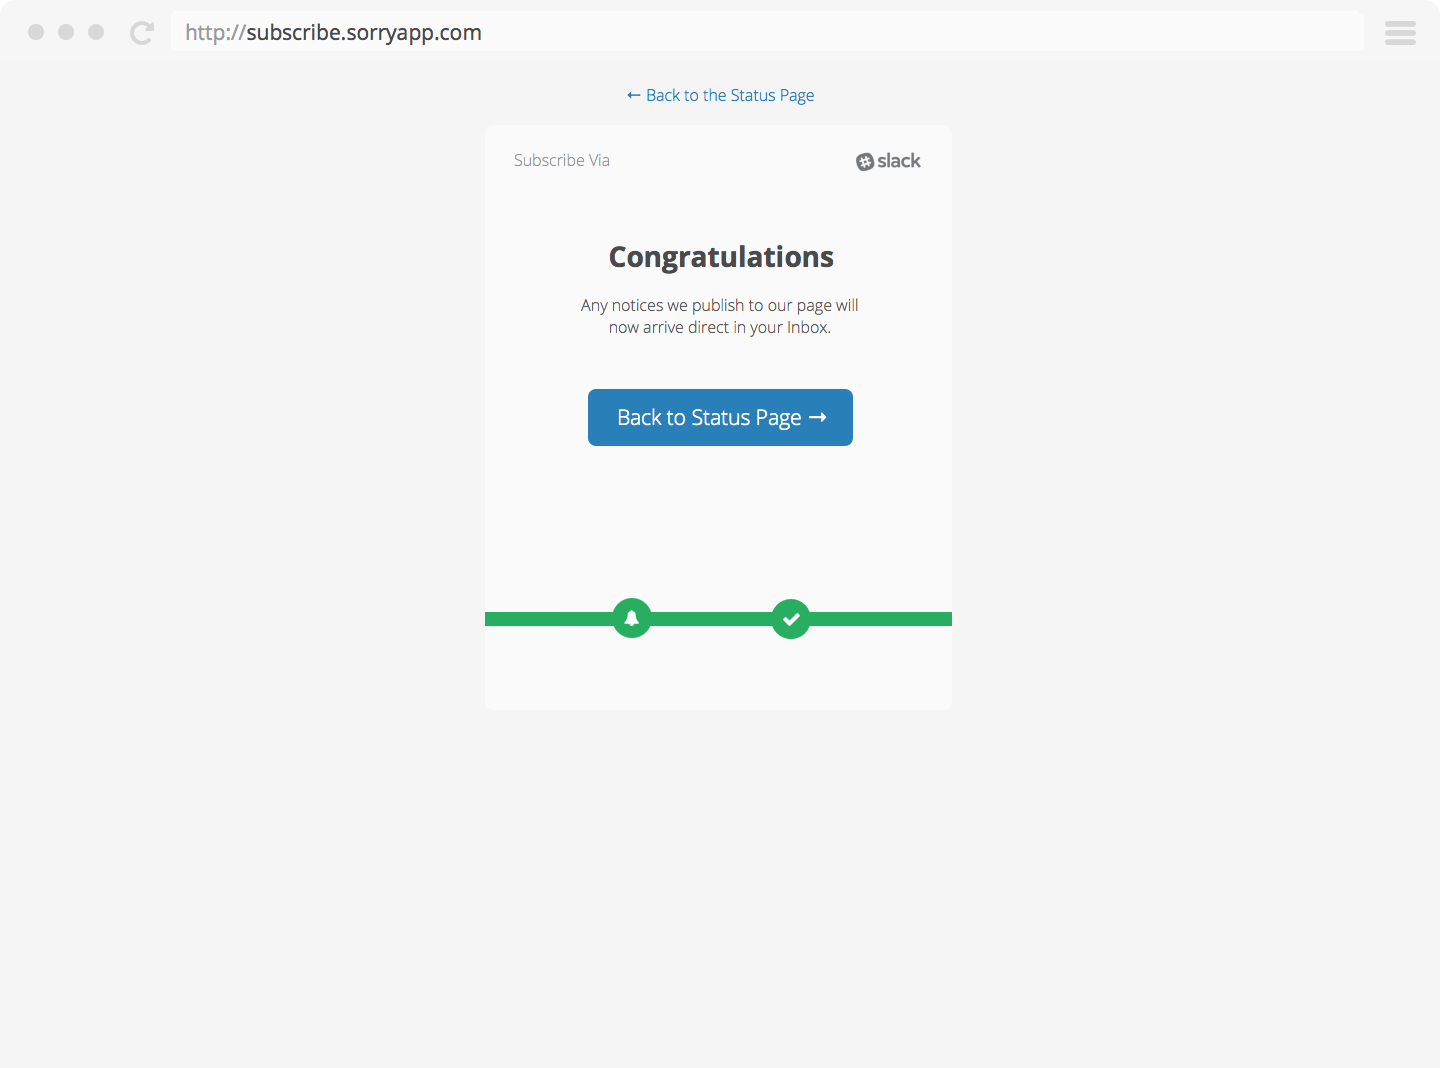 http://subscribe.sorryapp.com
← Back to the Status Page
Subscribe Via
slack
Congratulations
Any notices we publish to our page will
now arrive direct in your Inbox.
Back to Status Page →